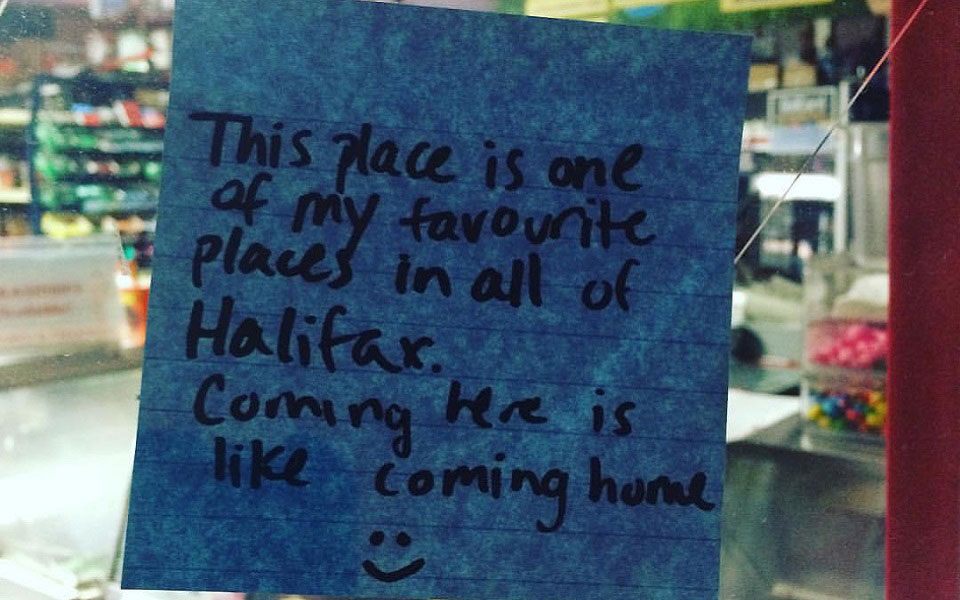 This place is one
of my favourite
places in all of
Halifax.
Coming here is
like coming home